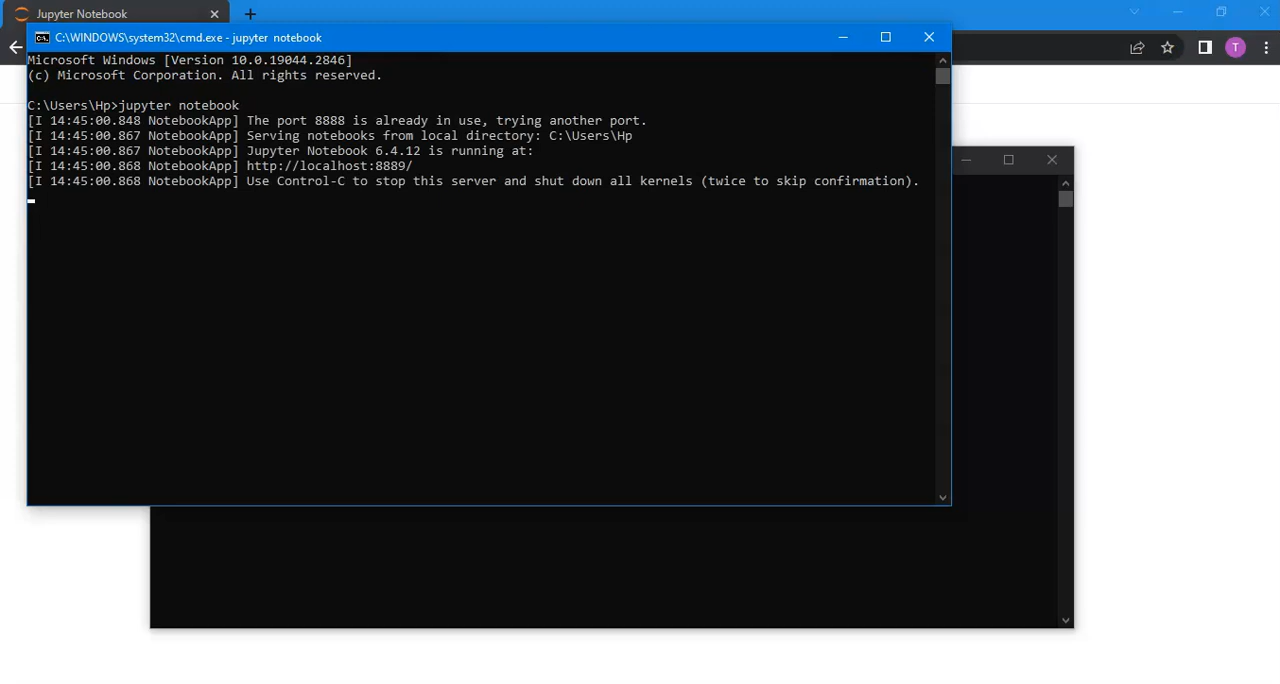 Jupyter Notebook
C:\WINDOWS\system32\cmd.exe - jupyter notebook
Microsoft Windows [Version 10.0.19044.2846]
(c) Microsoft Corporation. All rights reserved.
C:\Users\Hp>jupyter notebook
[I 14:45:00.848 NotebookApp] The port 8888 is already in use, trying another port.
[I 14:45:00.867 NotebookApp] Serving notebooks from local directory: C:\Users\Hp
[I 14:45:00.867 NotebookApp] Jupyter Notebook 6.4.12 is running at:
[I 14:45:00.868 NotebookApp] http://localhost:8889/
[I 14:45:00.868 NotebookApp] Use Control-C to stop this server and shut down all kernels (twice to skip confirmation).
T